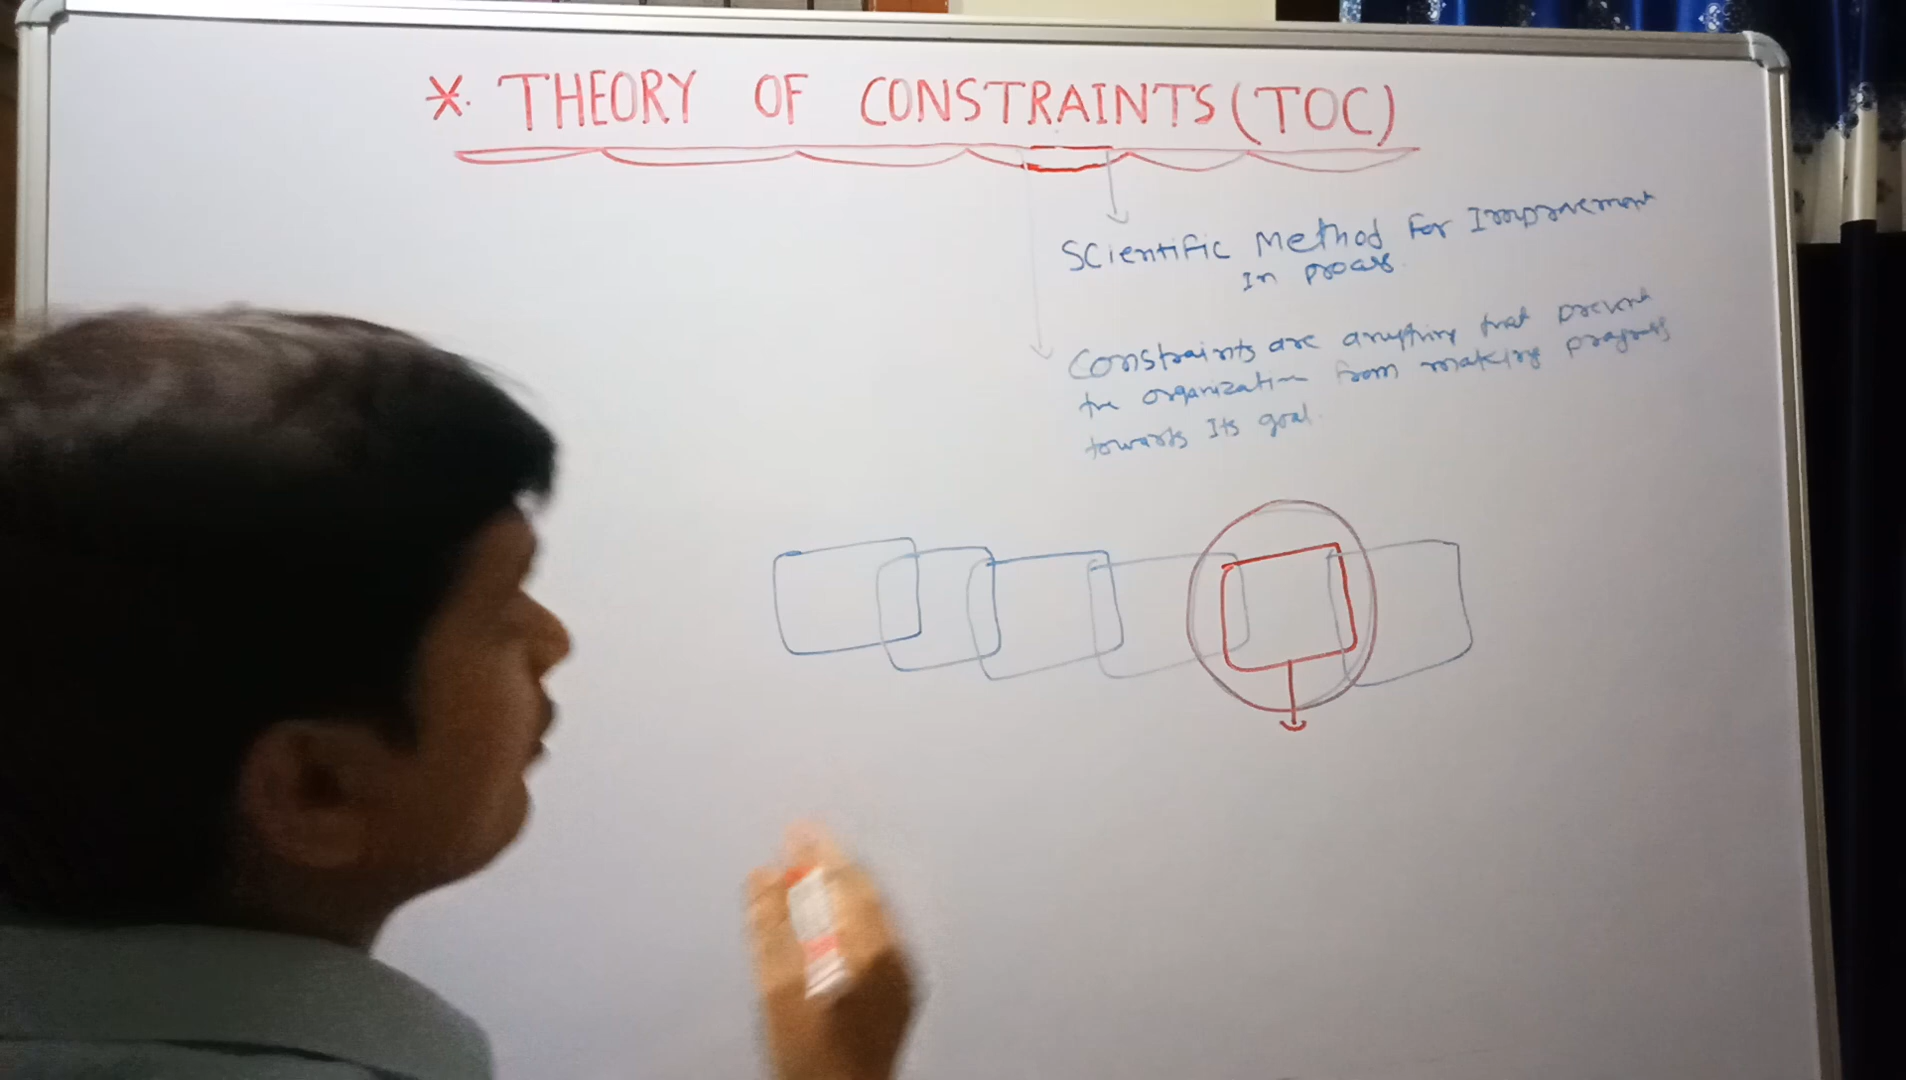 * THEORY OF CONSTRAINTS (TOC)
Scientific Method For Improvement
In process
Constraints are anything that prevent
the organization from making progress
towards Its goal.